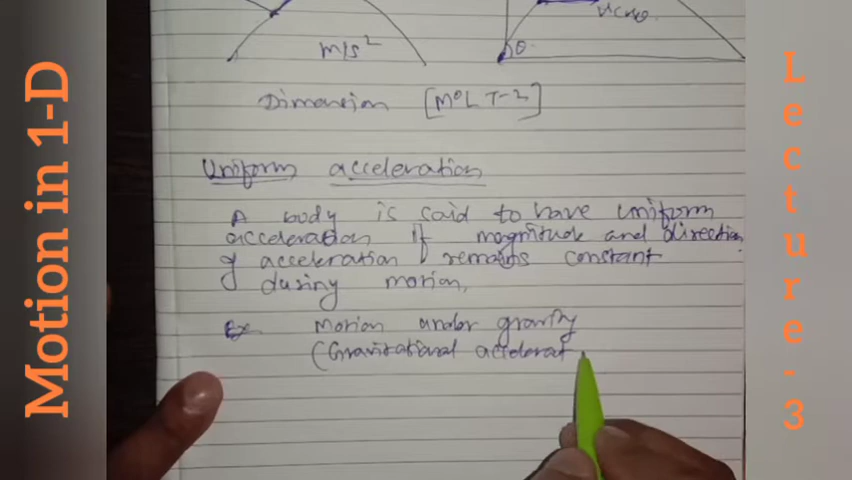 Motion in 1-D
Lecture-3
m/s²
θ
ucosθ
Dimension [M⁰L T-2]
Uniform acceleration
A body is said to have uniform
acceleration if magnitude and direction
of acceleration remains constant
during motion,
Ex Motion under gravity
(Gravitational accelerat